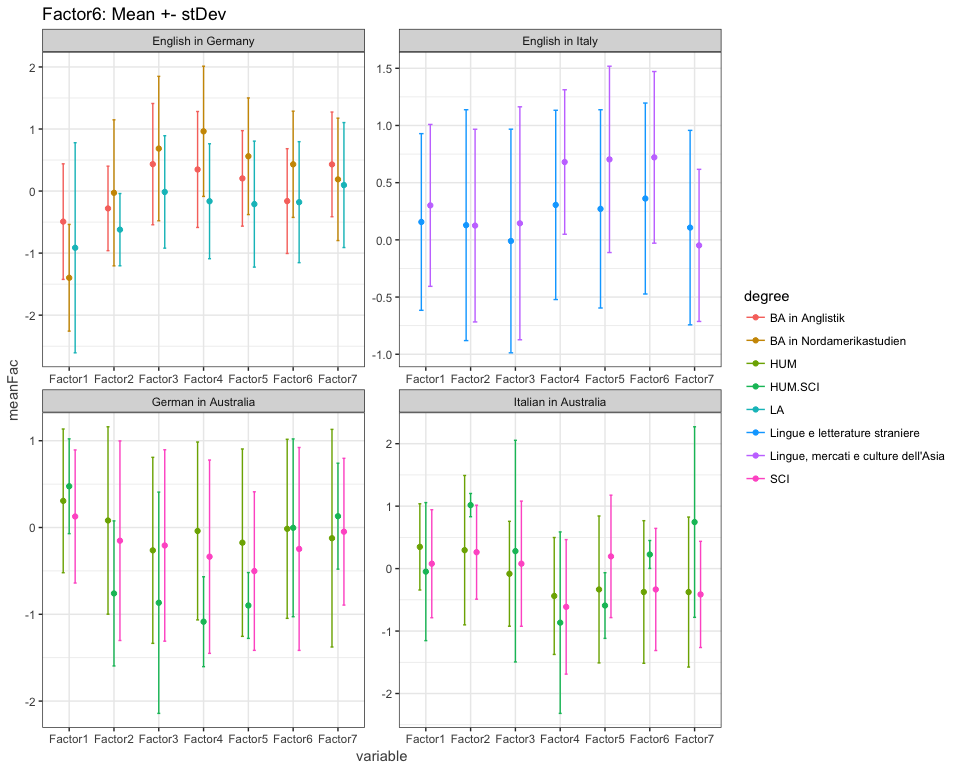 Factor6: Mean +- stDev
English in Germany
English in Italy
2
1
0
-1
-2
1.5
1.0
0.5
0.0
-0.5
-1.0
Factor1 Factor2 Factor3 Factor4 Factor5 Factor6 Factor7
Factor1 Factor2 Factor3 Factor4 Factor5 Factor6 Factor7
German in Australia
Italian in Australia
1
0
-1
-2
2
1
0
-1
-2
Factor1 Factor2 Factor3 Factor4 Factor5 Factor6 Factor7
Factor1 Factor2 Factor3 Factor4 Factor5 Factor6 Factor7
variable
meanFac
degree
BA in Anglistik
BA in Nordamerikastudien
HUM
HUM.SCI
LA
Lingue e letterature straniere
Lingue, mercati e culture dell'Asia
SCI